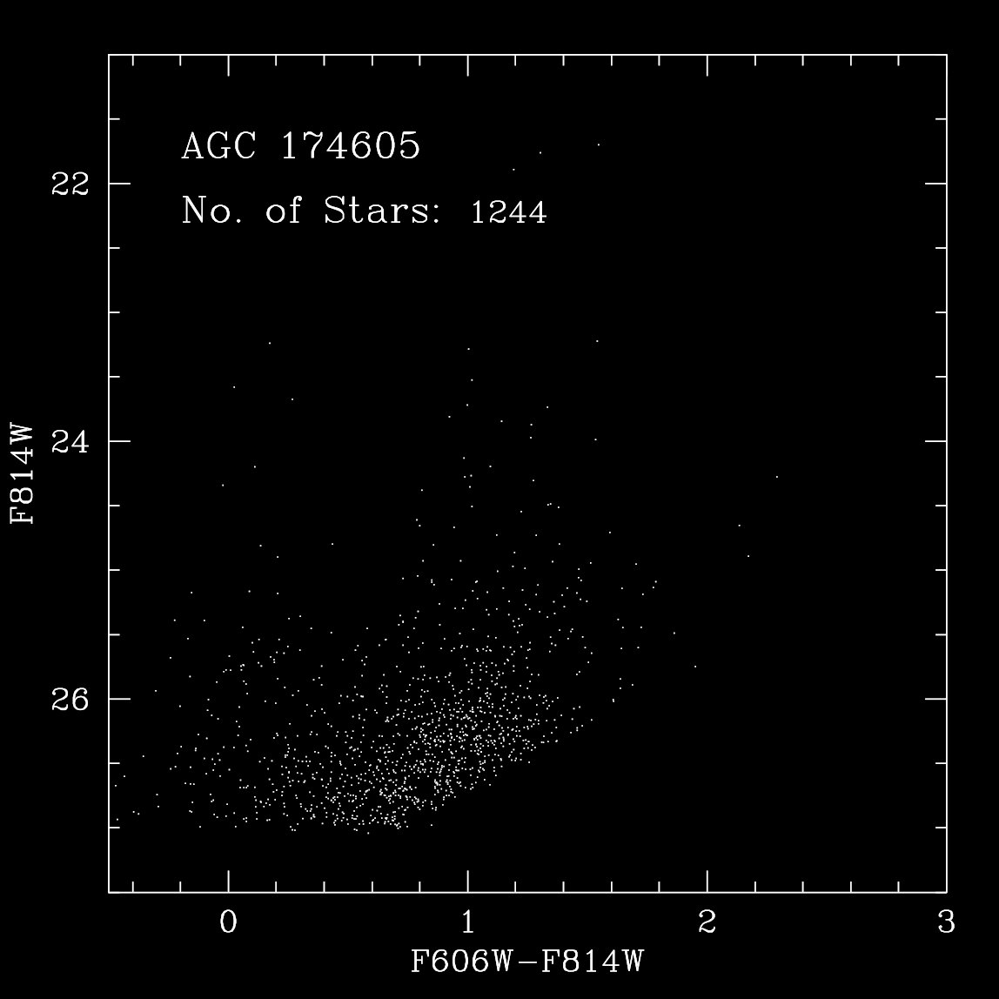 AGC 174605
No. of Stars: 1244
22
24
26
F814W
0 1 2 3
F606W-F814W